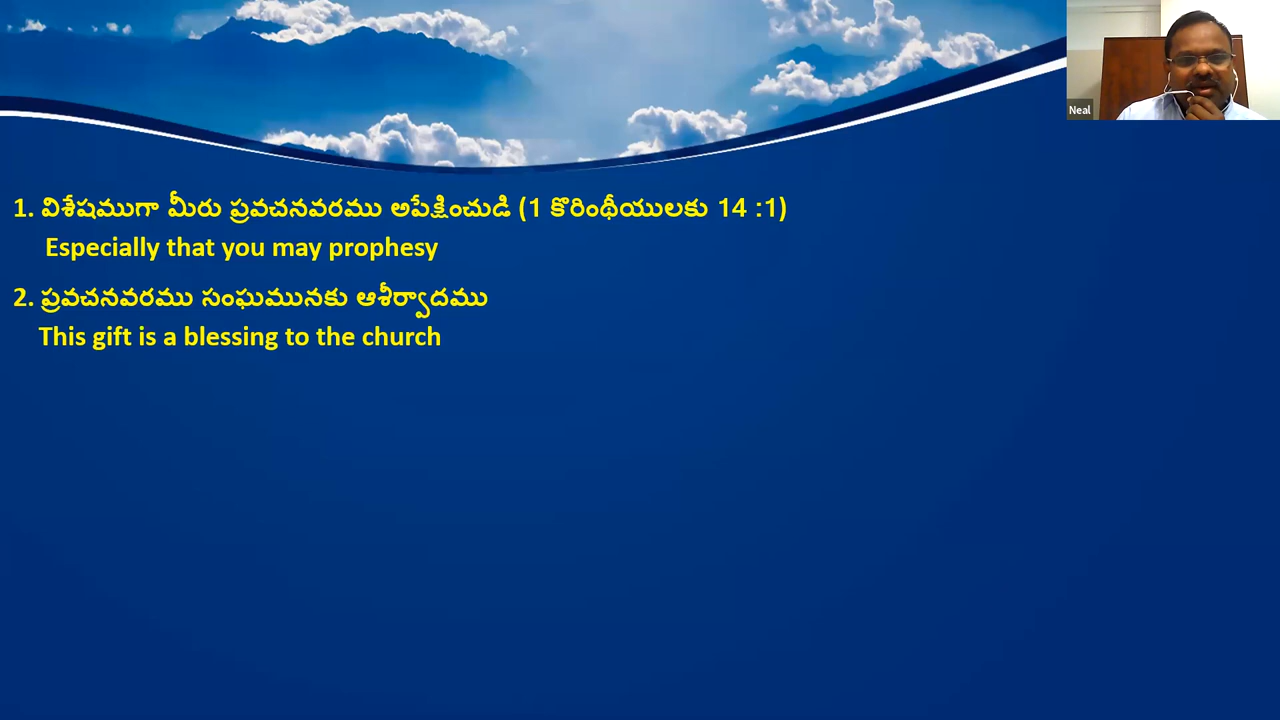 Neal
1. విశేషముగా మీరు ప్రవచనవరము అపేక్షించుడి (1 కొరింథీయులకు 14 :1)
Especially that you may prophesy
2. ప్రవచనవరము సంఘమునకు ఆశీర్వాదము
This gift is a blessing to the church